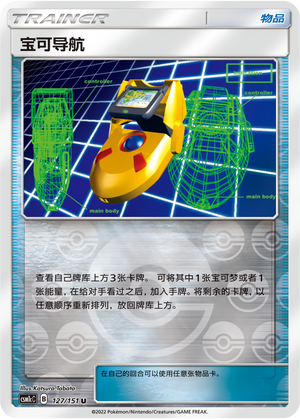 TRAINER
物品
宝可导航
controller
controller
main body
main body
查看自己牌库上方3张卡牌。可将其中1张宝可梦或者1
张能量,在给对手看过之后,加入手牌。将剩余的卡牌,以
任意顺序重新排列,放回牌库上方。
Illus.Katsura Tabata
在自己的回合可以使用任意张物品卡。
127/151 U
©2022 Pokémon/Nintendo/Creatures/GAME FREAK.